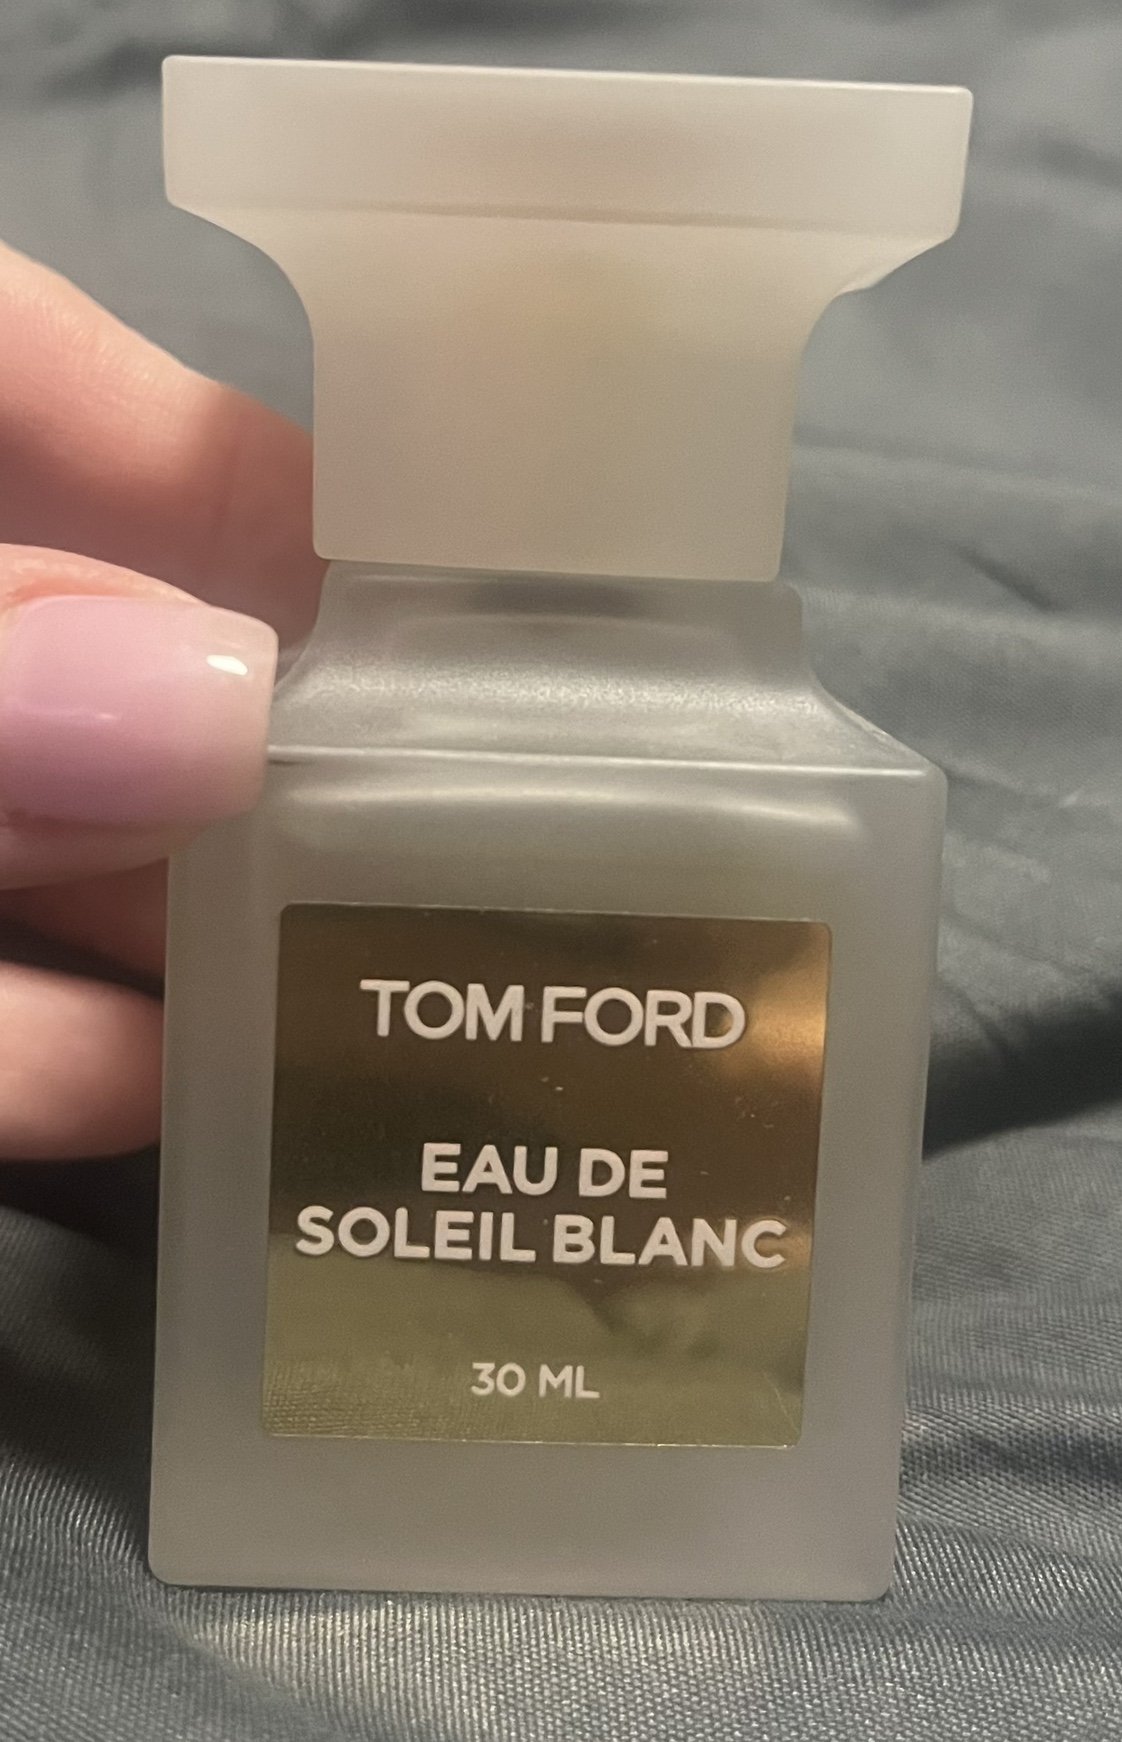 TOM FORD
EAU DE
SOLEIL BLANC
30 ML